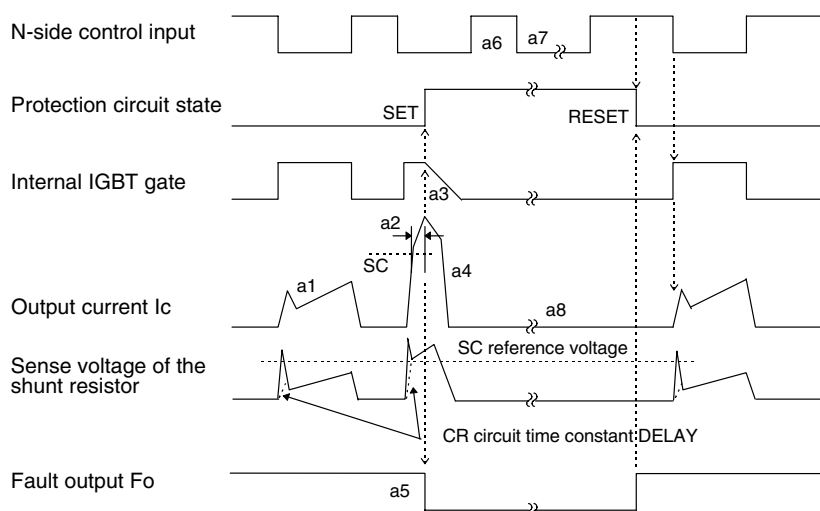 N-side control input
a6
a7
Protection circuit state
SET
RESET
Internal IGBT gate
a3
a2
SC
a4
a1
Output current Ic
a8
SC reference voltage
Sense voltage of the
shunt resistor
CR circuit time constant DELAY
Fault output Fo
a5